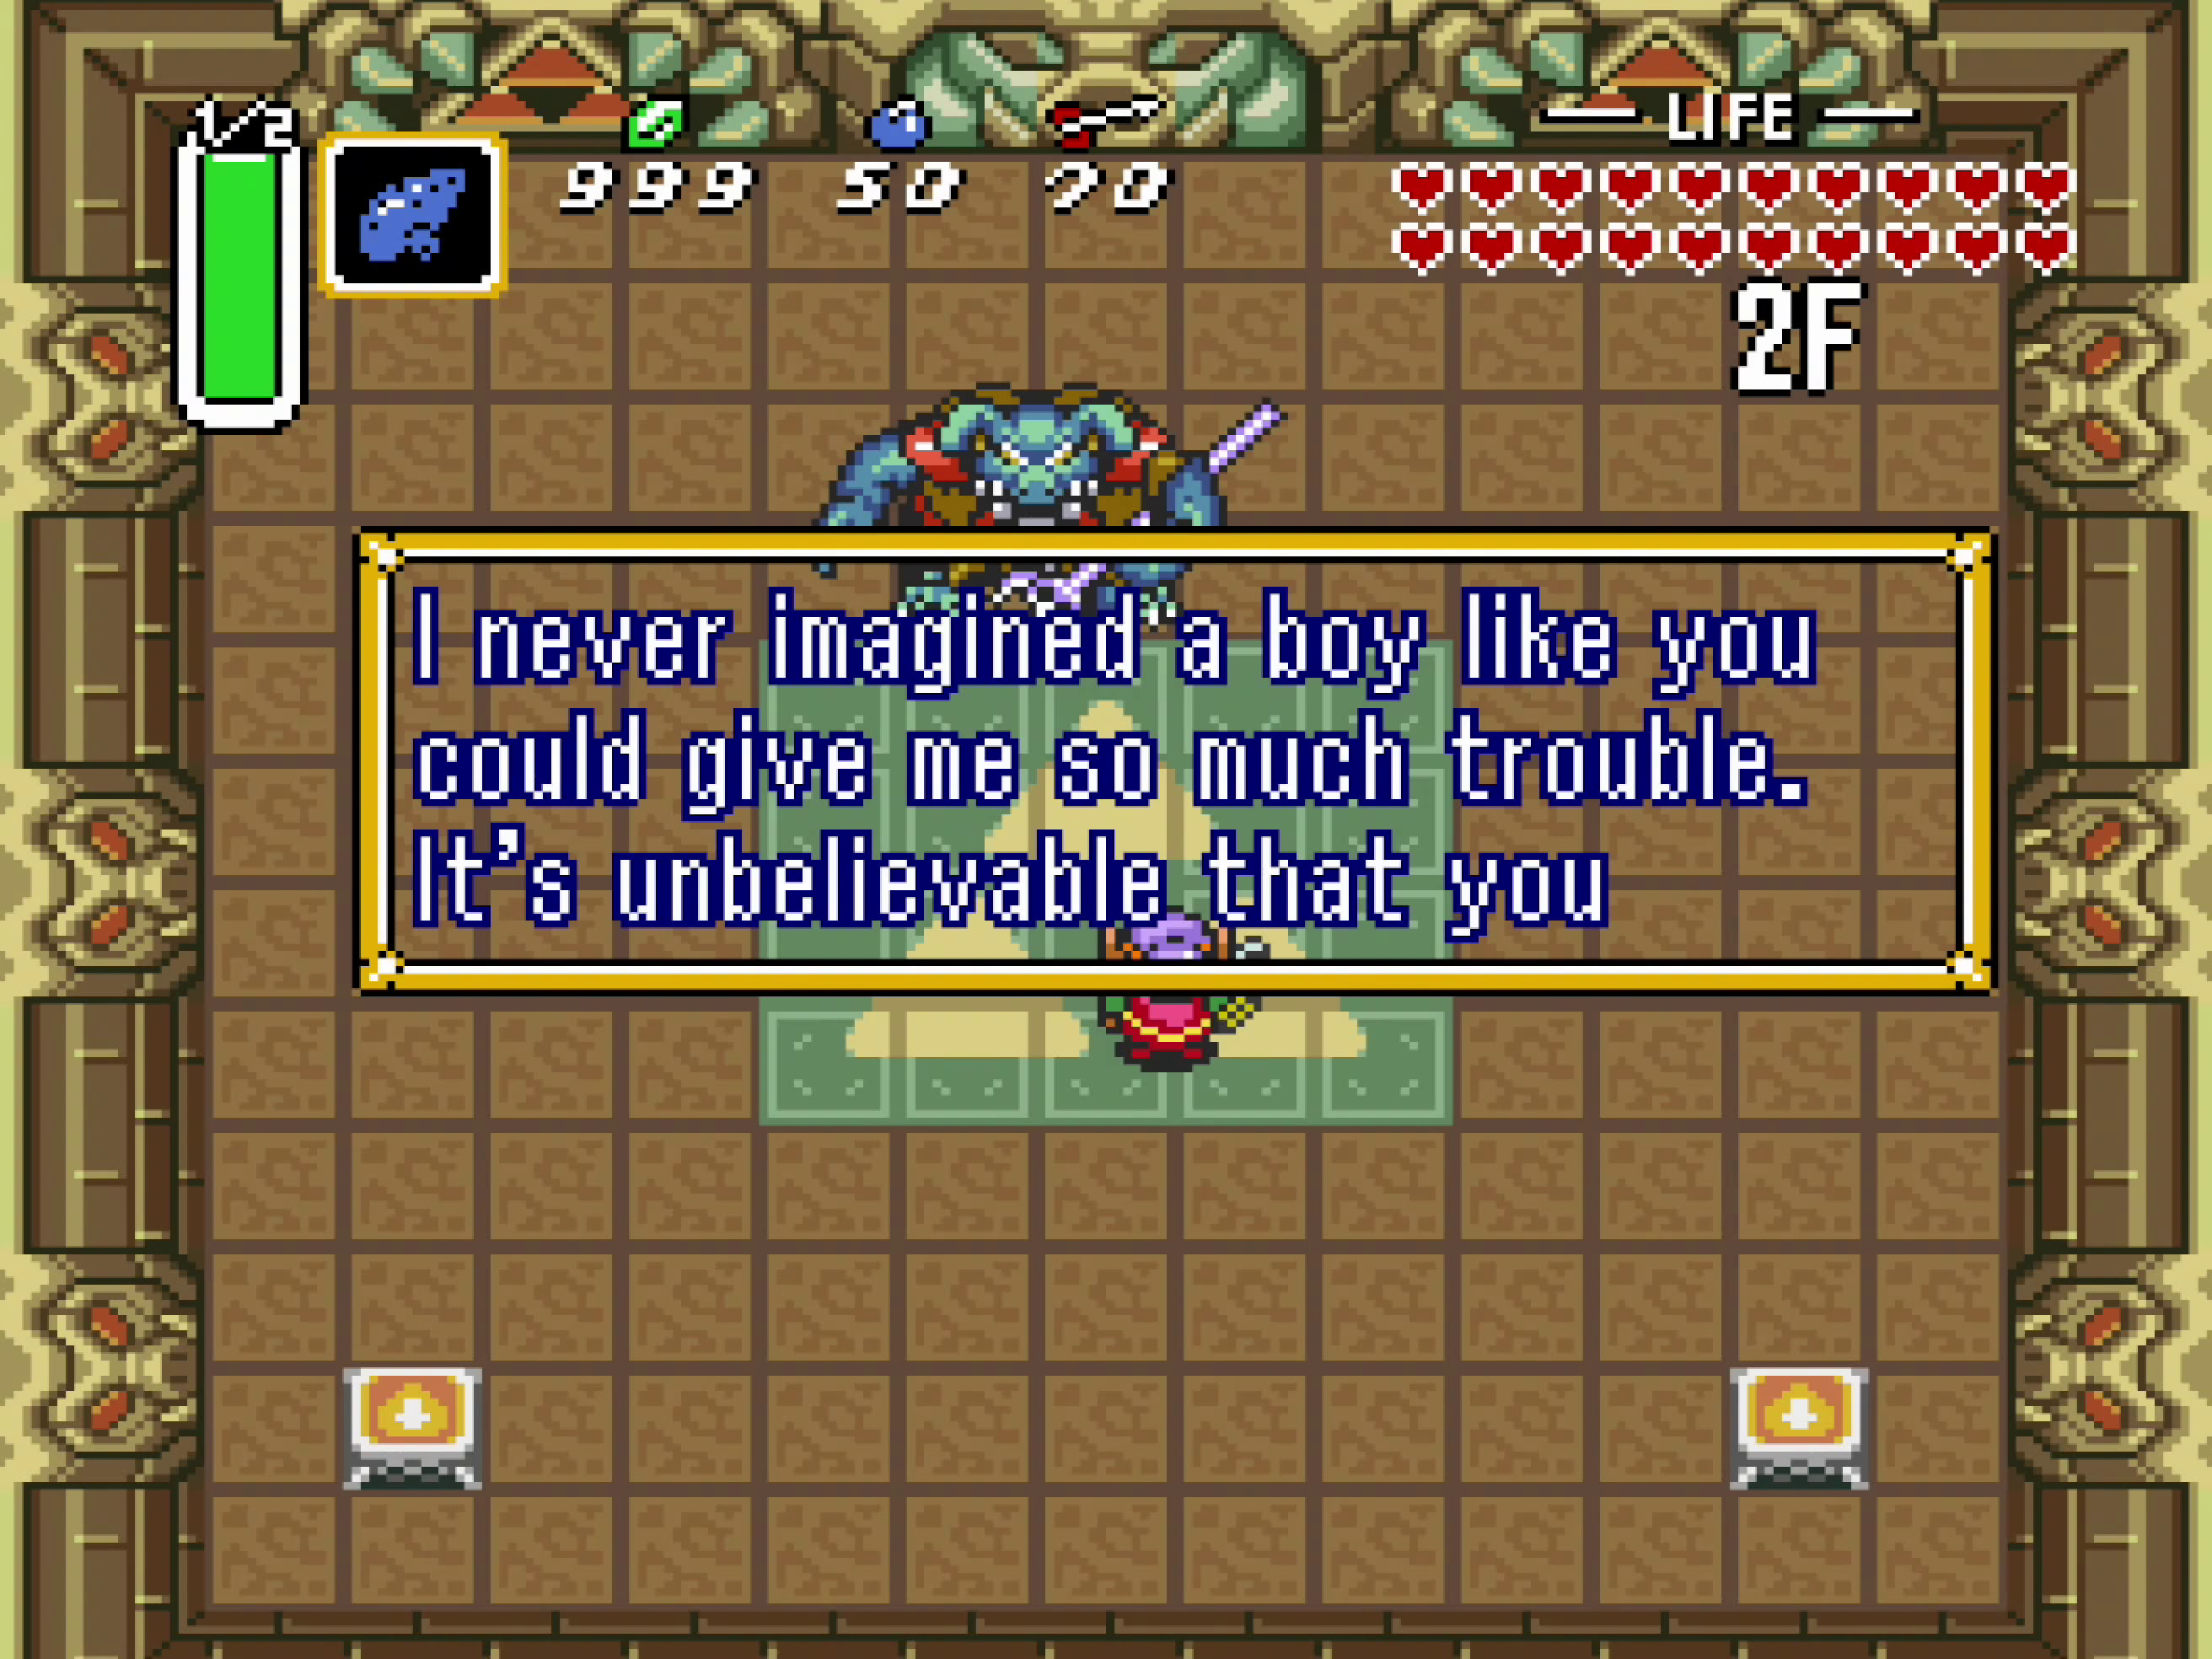 1/2
LIFE
999 50 70
2F
I never imagined a boy like you
could give me so much trouble.
It's unbelievable that you